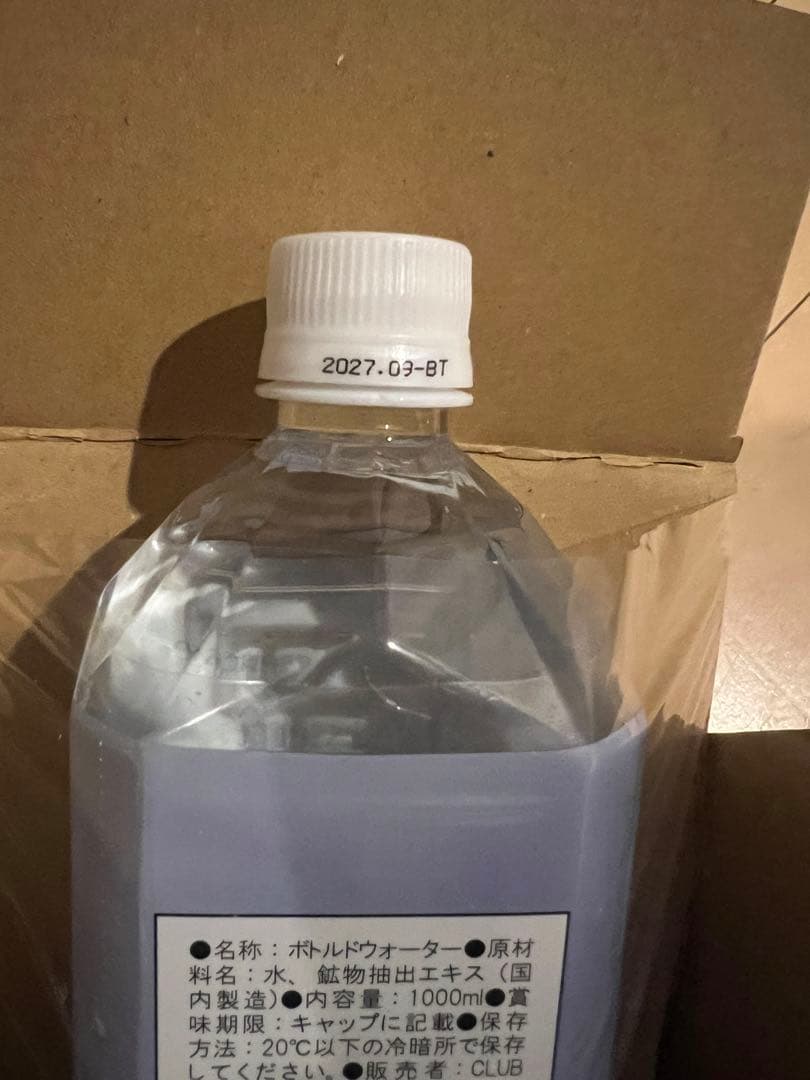 2027.09-BT
●名称：ボトルドウォーター●原材
料名：水、鉱物抽出エキス（国
内製造）●内容量：1000ml●賞
味期限：キャップに記載●保存
方法：20℃以下の冷暗所で保存
してください。●販売者：CLUB